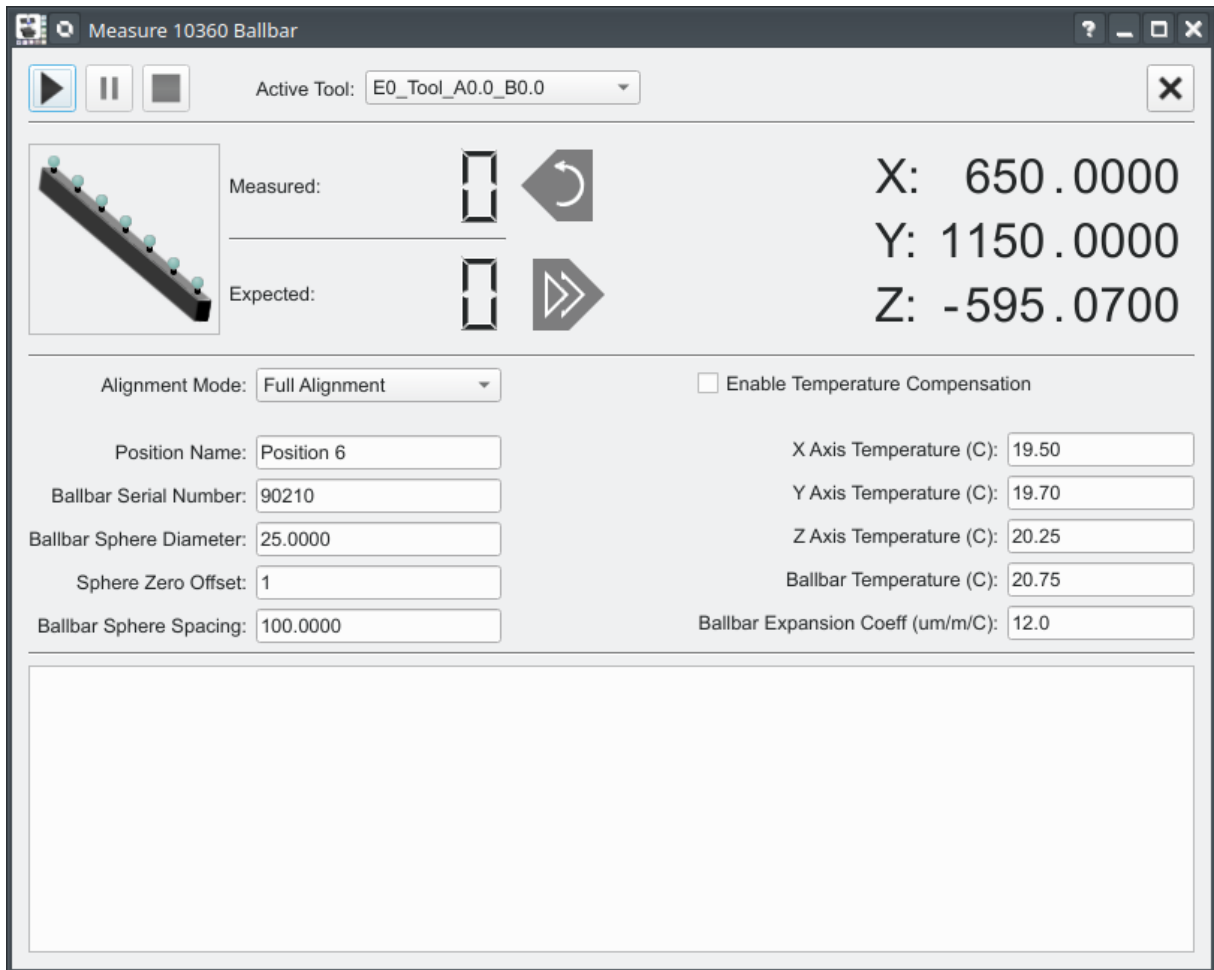 Measure 10360 Ballbar
Active Tool: E0_Tool_A0.0_B0.0
Measured: 0
Expected: 0
X: 650.0000
Y: 1150.0000
Z: -595.0700
Alignment Mode: Full Alignment
Enable Temperature Compensation
Position Name: Position 6
Ballbar Serial Number: 90210
Ballbar Sphere Diameter: 25.0000
Sphere Zero Offset: 1
Ballbar Sphere Spacing: 100.0000
X Axis Temperature (C): 19.50
Y Axis Temperature (C): 19.70
Z Axis Temperature (C): 20.25
Ballbar Temperature (C): 20.75
Ballbar Expansion Coeff (um/m/C): 12.0